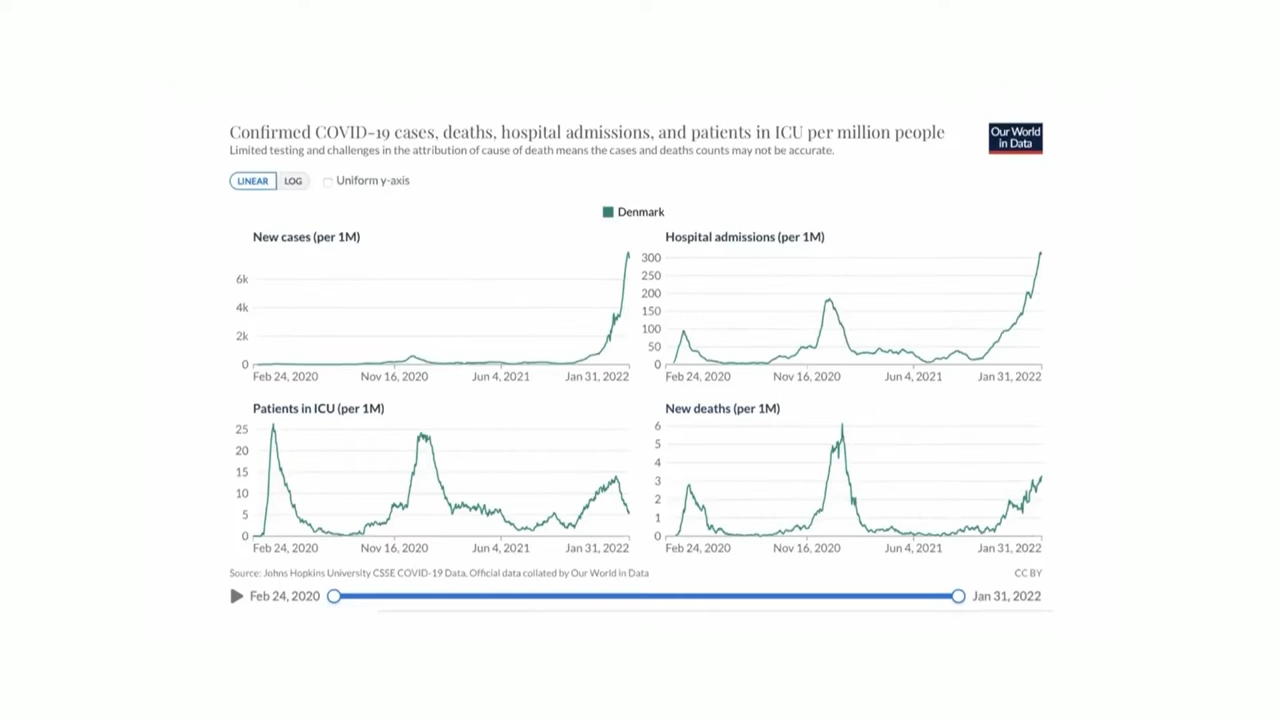 Confirmed COVID-19 cases, deaths, hospital admissions, and patients in ICU per million people
Limited testing and challenges in the attribution of cause of death means the cases and deaths counts may not be accurate.
Our World
in Data
LINEAR LOG Uniform y-axis
Denmark
New cases (per 1M)
6k
4k
2k
0
Feb 24, 2020 Nov 16, 2020 Jun 4, 2021 Jan 31, 2022
Hospital admissions (per 1M)
300
250
200
150
100
50
0
Feb 24, 2020 Nov 16, 2020 Jun 4, 2021 Jan 31, 2022
Patients in ICU (per 1M)
25
20
15
10
5
0
Feb 24, 2020 Nov 16, 2020 Jun 4, 2021 Jan 31, 2022
New deaths (per 1M)
6
5
4
3
2
1
0
Feb 24, 2020 Nov 16, 2020 Jun 4, 2021 Jan 31, 2022
Source: Johns Hopkins University CSSE COVID-19 Data, Official data collated by Our World in Data
CC BY
Feb 24, 2020 Jan 31, 2022